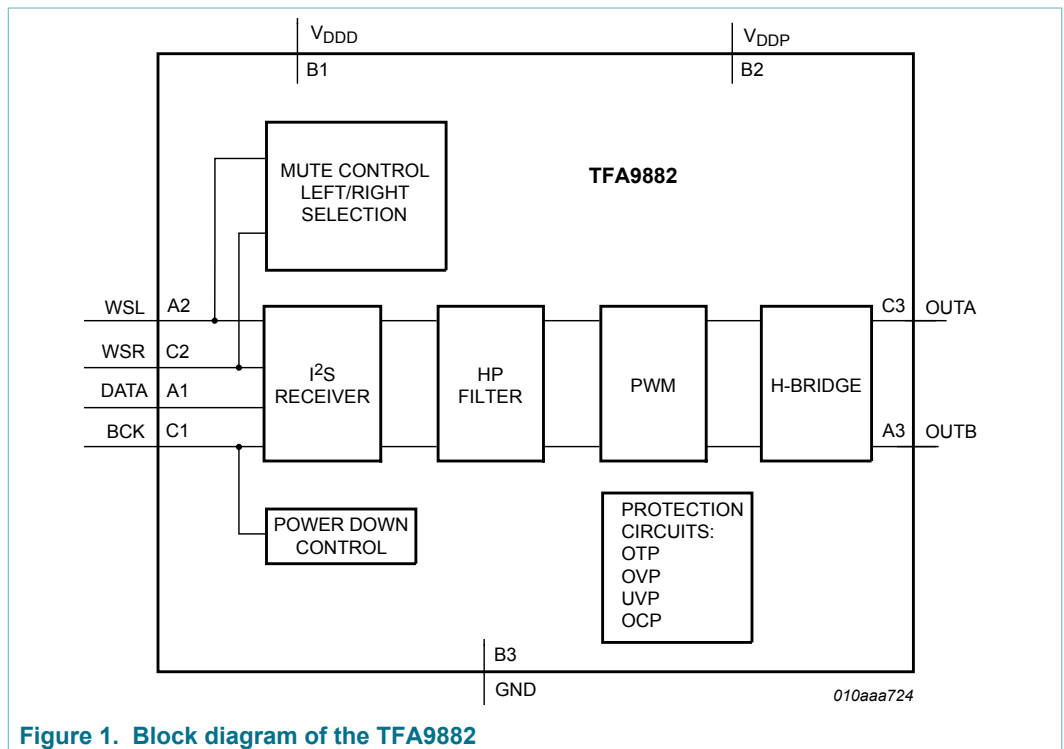 VDDD
VDDP
B1
B2
MUTE CONTROL
LEFT/RIGHT
SELECTION
TFA9882
WSL A2
C3 OUTA
WSR C2
I2S
RECEIVER
HP
FILTER
PWM
H-BRIDGE
DATA A1
BCK C1
A3 OUTB
POWER DOWN
CONTROL
PROTECTION
CIRCUITS:
OTP
OVP
UVP
OCP
B3
GND
010aaa724
Figure 1. Block diagram of the TFA9882